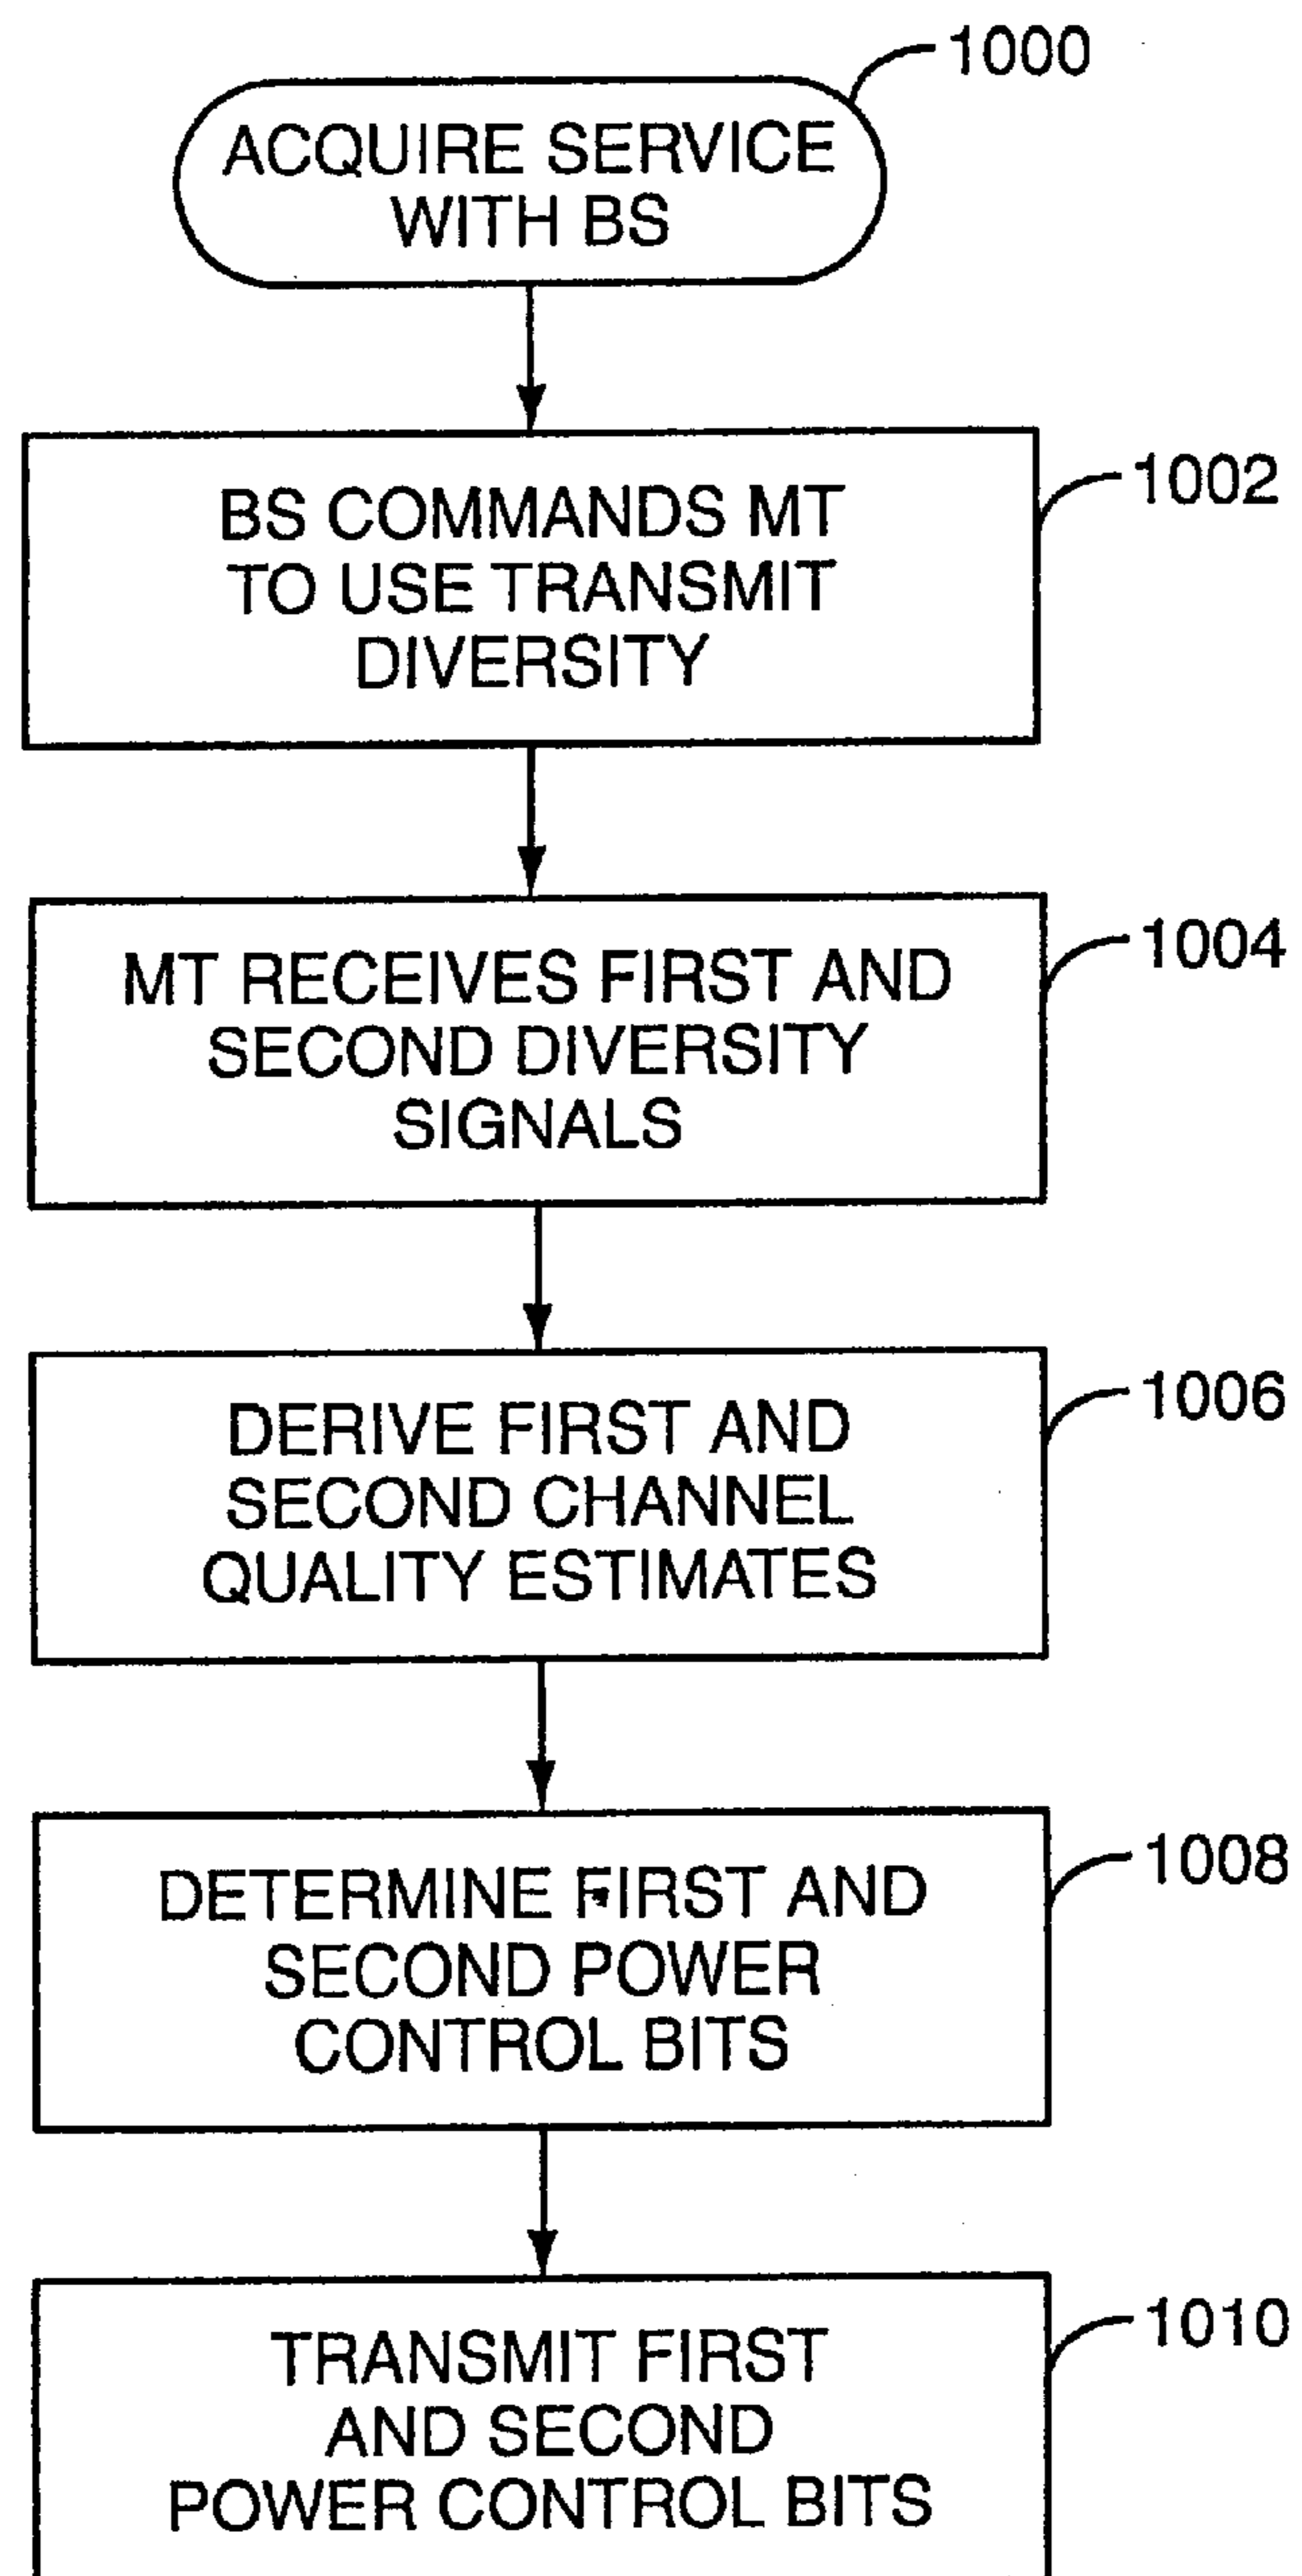 1000
ACQUIRE SERVICE
WITH BS
1002
BS COMMANDS MT
TO USE TRANSMIT
DIVERSITY
1004
MT RECEIVES FIRST AND
SECOND DIVERSITY
SIGNALS
1006
DERIVE FIRST AND
SECOND CHANNEL
QUALITY ESTIMATES
1008
DETERMINE FIRST AND
SECOND POWER
CONTROL BITS
1010
TRANSMIT FIRST
AND SECOND
POWER CONTROL BITS